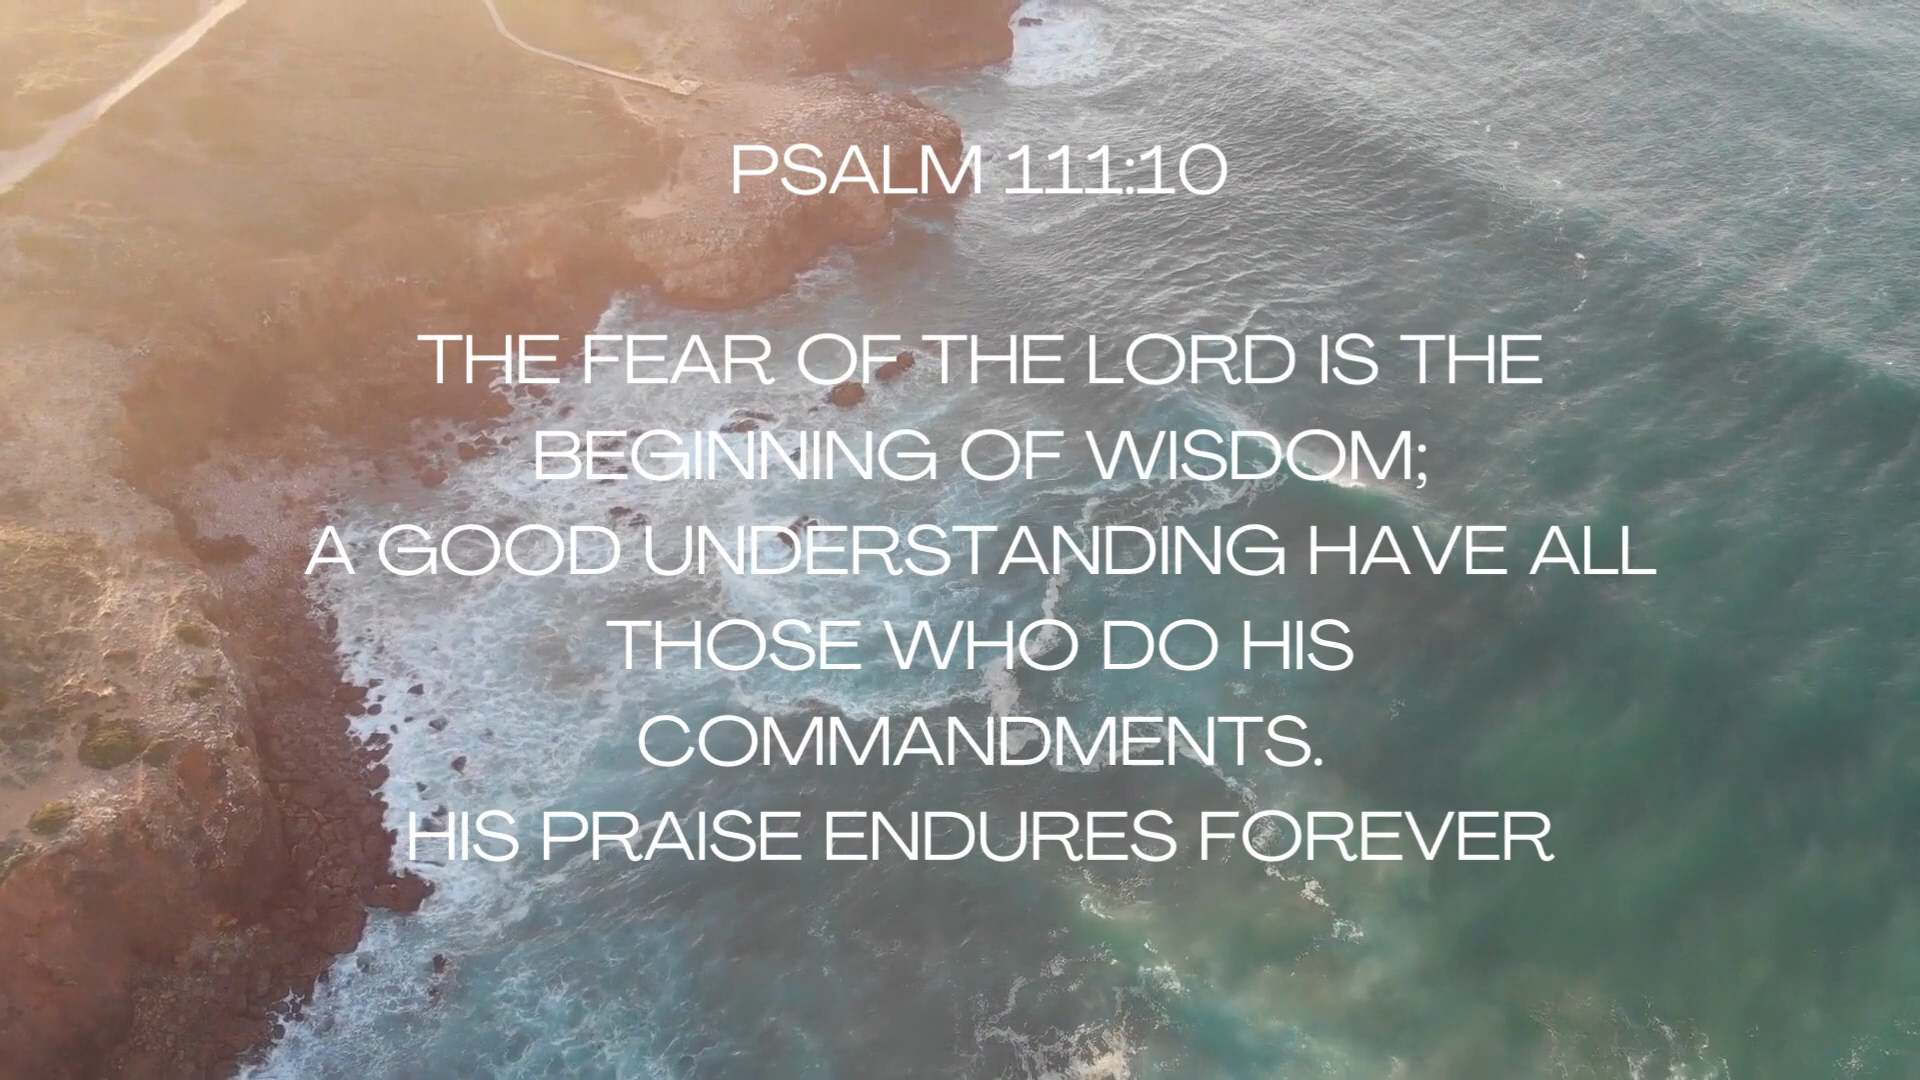 PSALM 111:10
THE FEAR OF THE LORD IS THE
BEGINNING OF WISDOM;
A GOOD UNDERSTANDING HAVE ALL
THOSE WHO DO HIS
COMMANDMENTS.
HIS PRAISE ENDURES FOREVER